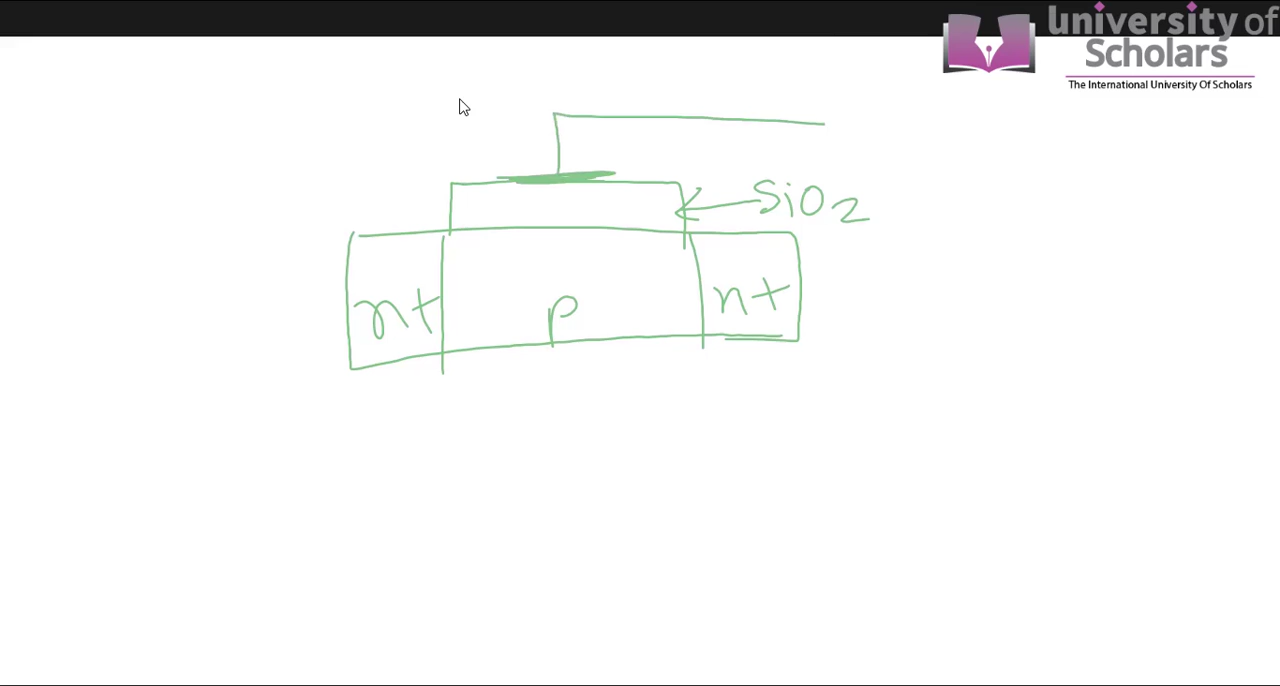 university of
Scholars
The International University Of Scholars
SiO2
n+ p n+